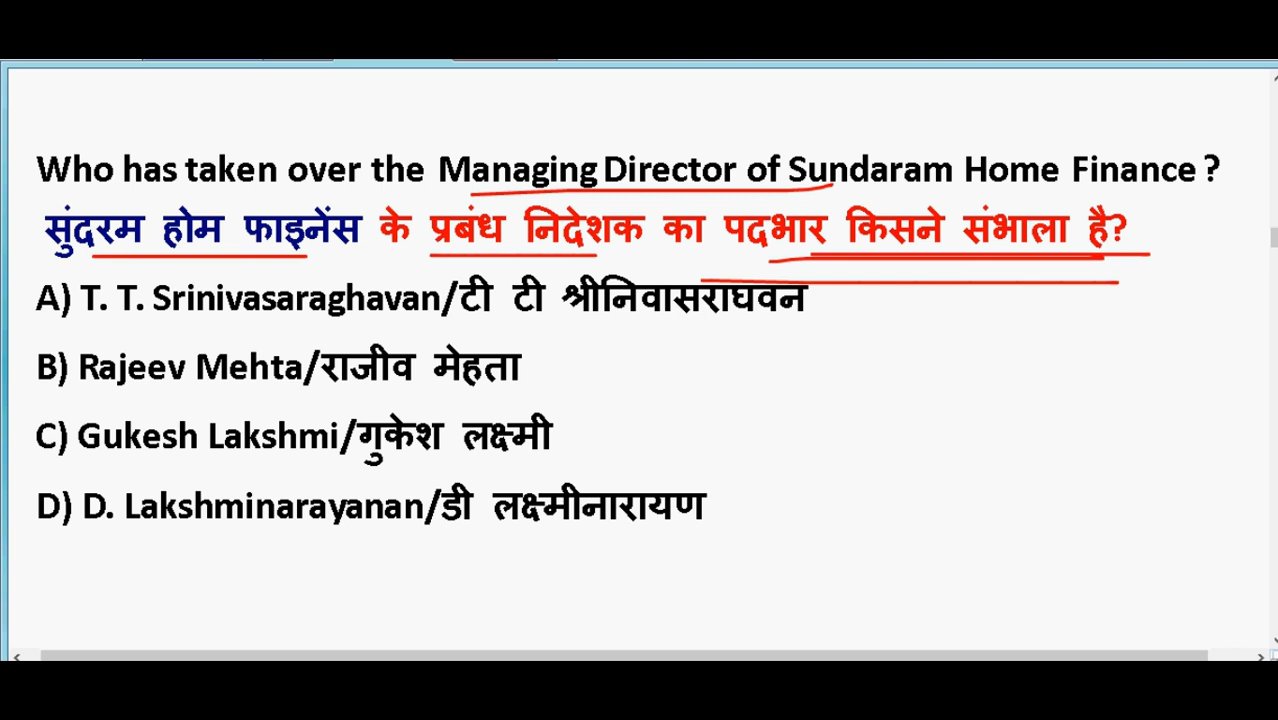 Who has taken over the Managing Director of Sundaram Home Finance ?
सुंदरम होम फाइनेंस के प्रबंध निदेशक का पदभार किसने संभाला है?
A) T. T. Srinivasaraghavan/टी टी श्रीनिवासराघवन
B) Rajeev Mehta/राजीव मेहता
C) Gukesh Lakshmi/गुकेश लक्ष्मी
D) D. Lakshminarayanan/डी लक्ष्मीनारायण